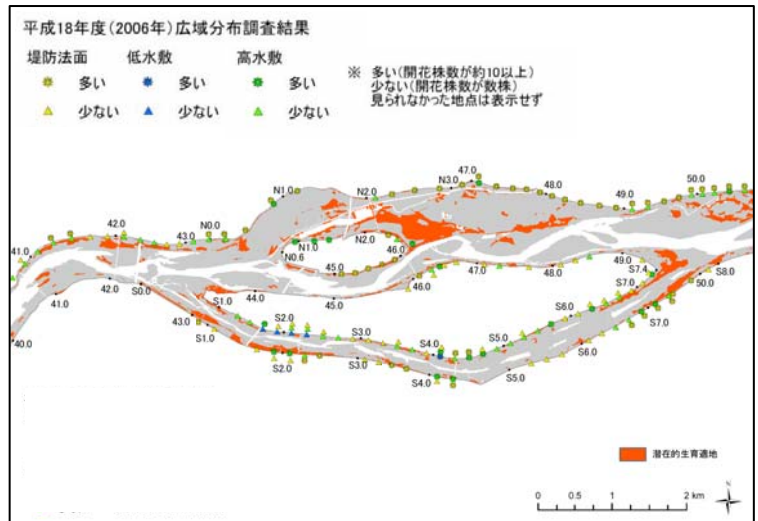 平成18年度(2006年)広域分布調査結果
堤防法面 低水敷 高水敷
多い 多い 多い
少ない 少ない 少ない
※ 多い(開花株数が約10以上)
少ない(開花株数が数株)
見られなかった地点は表示せず
N1.0 N2.0 N3.0 47.0 48.0 49.0 50.0
41.0 42.0 43.0 N0.0
N0.6 N1.0 N2.0 45.0 46.0
40.0 41.0 42.0 S0.0 43.0 S1.0
S1.0 44.0 45.0 46.0 47.0 48.0 49.0 S7.4
S2.0 S3.0 S4.0 S5.0 S6.0 S7.0
S2.0 S3.0 S4.0 S5.0 S6.0 S7.0 50.0 S8.0
潜在的生育適地
0 0.5 1 2 km
N